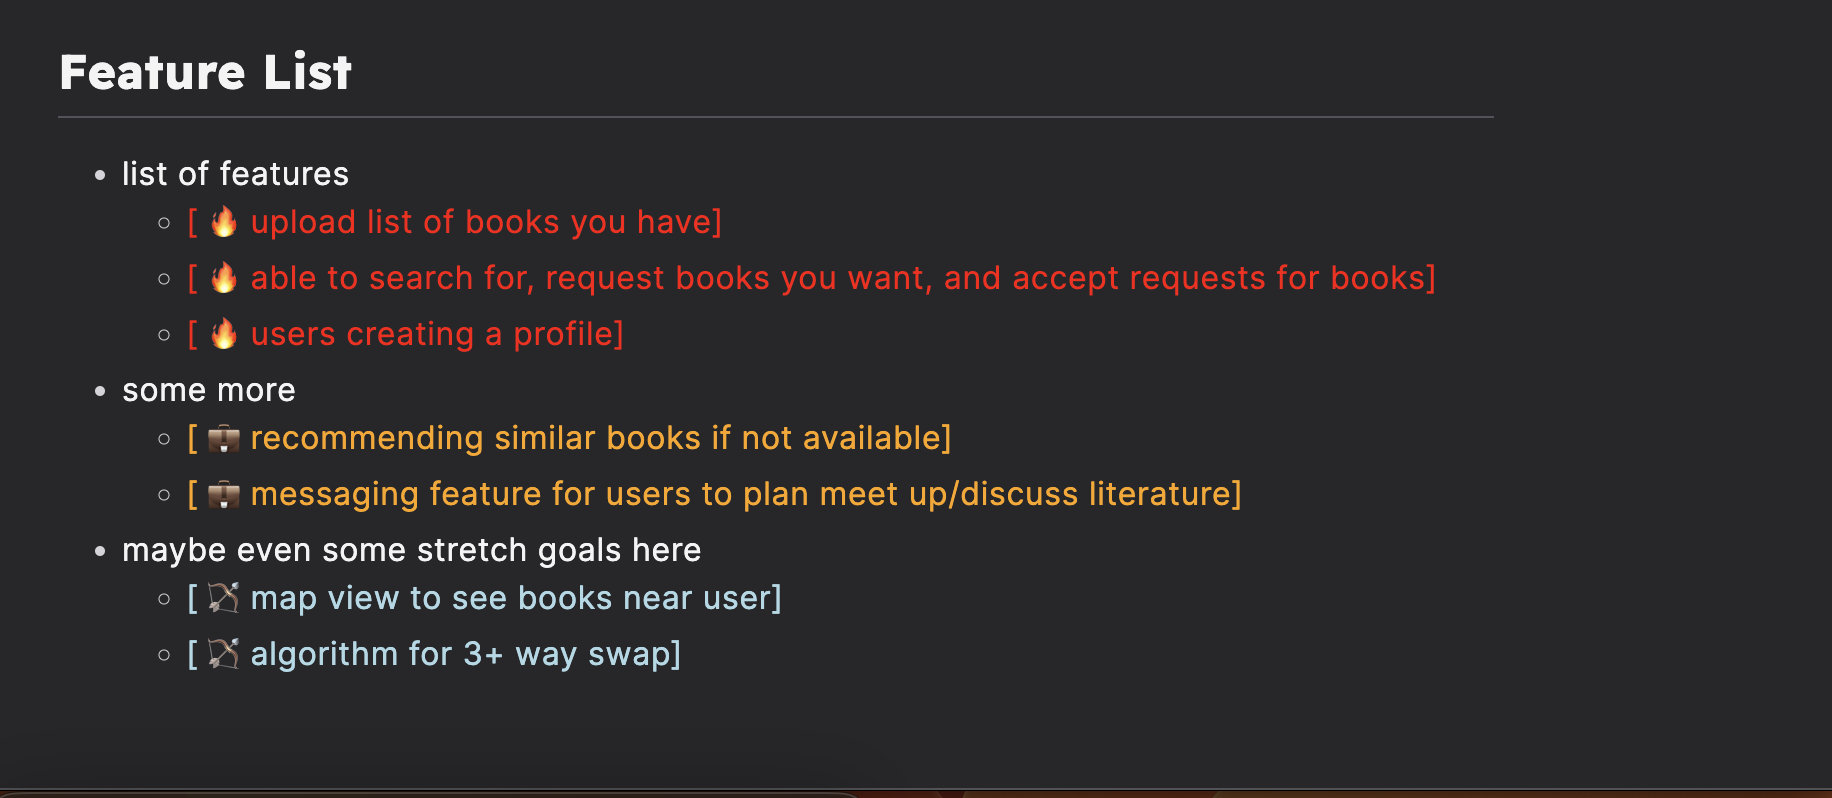 Feature List
list of features
[ 🔥 upload list of books you have]
[ 🔥 able to search for, request books you want, and accept requests for books]
[ 🔥 users creating a profile]
some more
[ 💼 recommending similar books if not available]
[ 💼 messaging feature for users to plan meet up/discuss literature]
maybe even some stretch goals here
[ 🏹 map view to see books near user]
[ 🏹 algorithm for 3+ way swap]